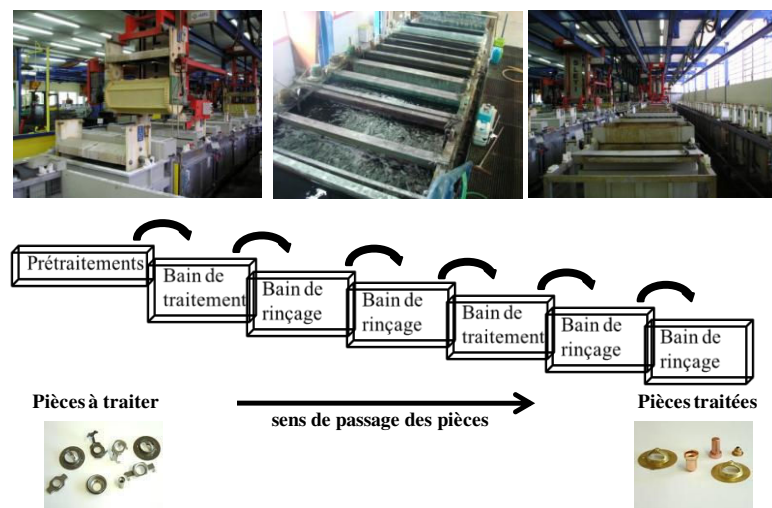 Prétraitements
Bain de
traitement
Bain de
rinçage
Bain de
rinçage
Bain de
traitement
Bain de
rinçage
Bain de
rinçage
Pièces à traiter
sens de passage des pièces
Pièces traitées